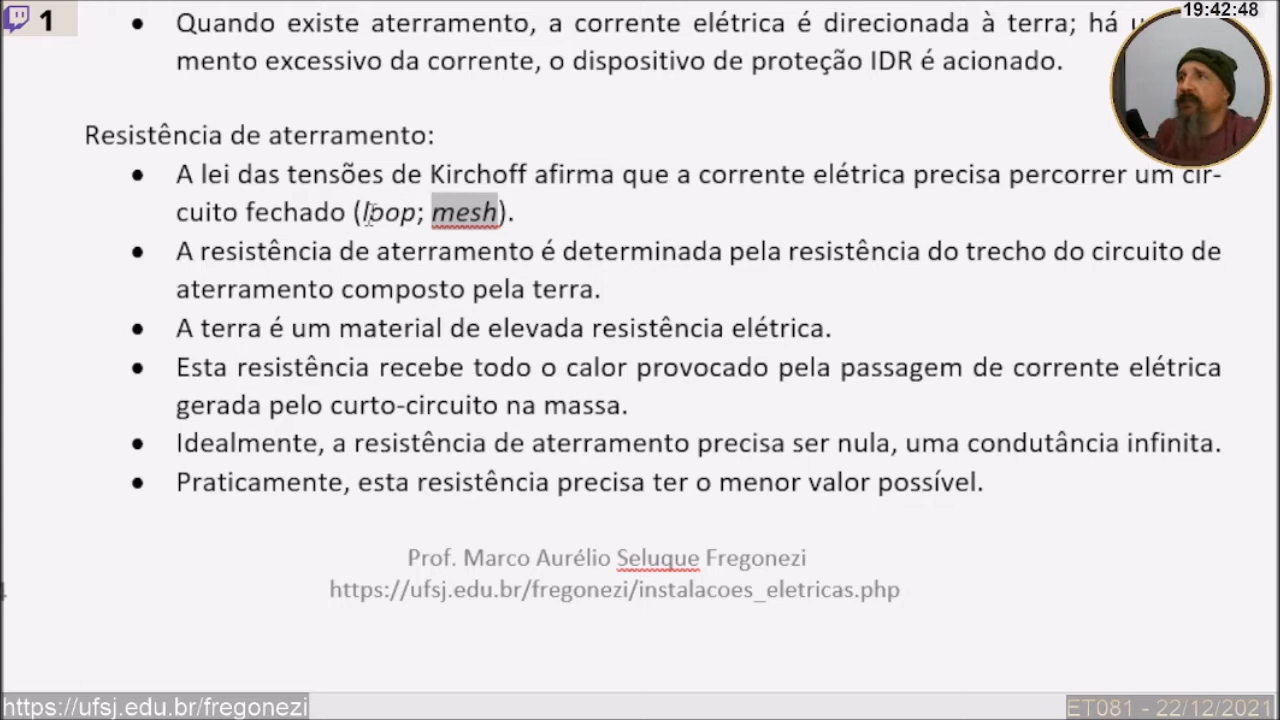 1
19:42:48
Quando existe aterramento, a corrente elétrica é direcionada à terra; há
mento excessivo da corrente, o dispositivo de proteção IDR é acionado.
Resistência de aterramento:
• A lei das tensões de Kirchoff afirma que a corrente elétrica precisa percorrer um cir-
cuito fechado (loop; mesh).
• A resistência de aterramento é determinada pela resistência do trecho do circuito de
aterramento composto pela terra.
• A terra é um material de elevada resistência elétrica.
• Esta resistência recebe todo o calor provocado pela passagem de corrente elétrica
gerada pelo curto-circuito na massa.
• Idealmente, a resistência de aterramento precisa ser nula, uma condutância infinita.
• Praticamente, esta resistência precisa ter o menor valor possível.
Prof. Marco Aurélio Seluque Fregonezi
https://ufsj.edu.br/fregonezi/instalacoes_eletricas.php
https://ufsj.edu.br/fregonezi
ET081 - 22/12/2021